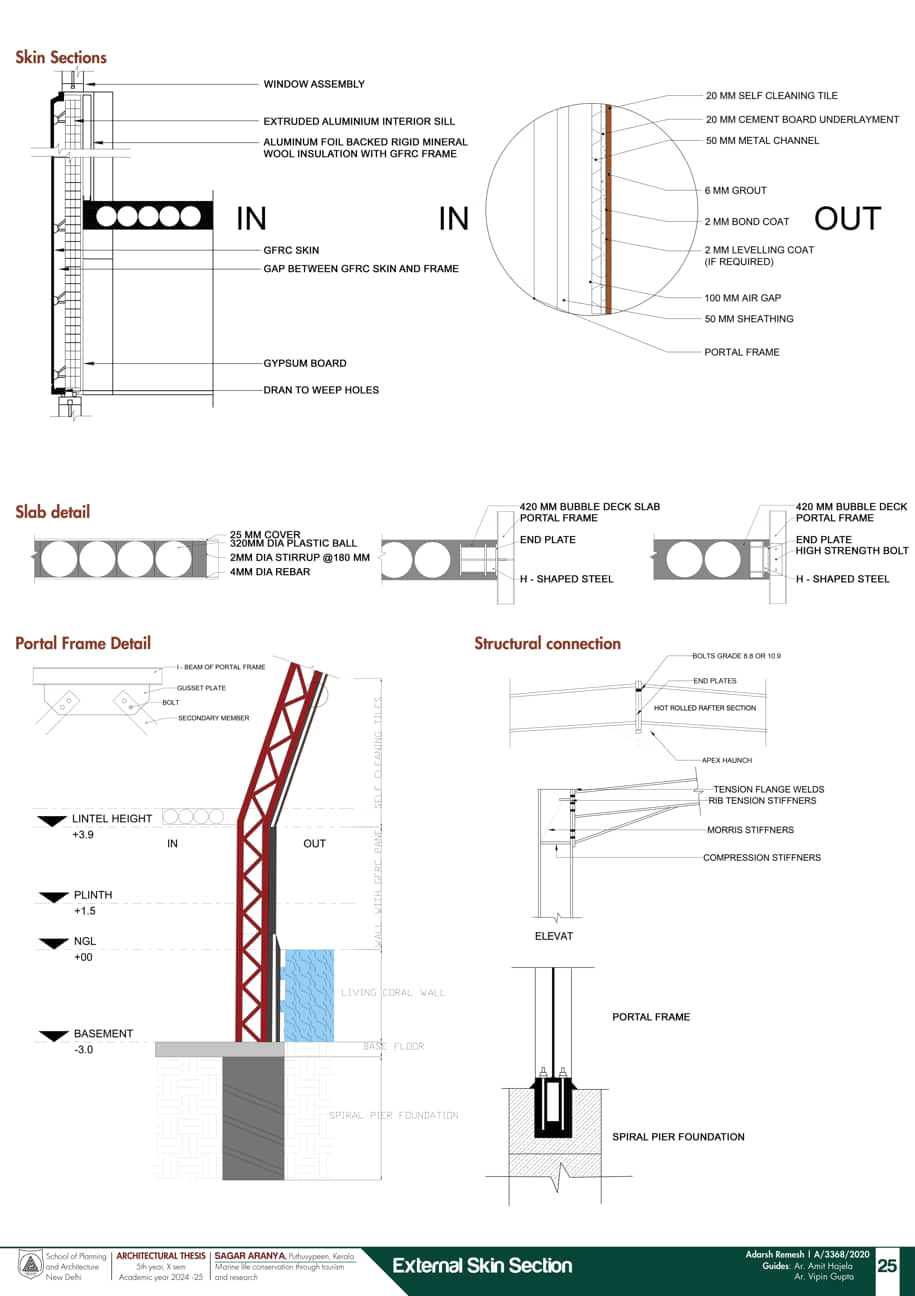 Skin Sections
WINDOW ASSEMBLY
EXTRUDED ALUMINIUM INTERIOR SILL
ALUMINUM FOIL BACKED RIGID MINERAL
WOOL INSULATION WITH GFRC FRAME
IN
GFRC SKIN
GAP BETWEEN GFRC SKIN AND FRAME
GYPSUM BOARD
DRAN TO WEEP HOLES
20 MM SELF CLEANING TILE
20 MM CEMENT BOARD UNDERLAYMENT
50 MM METAL CHANNEL
6 MM GROUT
IN
2 MM BOND COAT
OUT
2 MM LEVELLING COAT
(IF REQUIRED)
100 MM AIR GAP
50 MM SHEATHING
PORTAL FRAME
Slab detail
25 MM COVER
320MM DIA PLASTIC BALL
2MM DIA STIRRUP @180 MM
4MM DIA REBAR
420 MM BUBBLE DECK SLAB
PORTAL FRAME
END PLATE
H - SHAPED STEEL
420 MM BUBBLE DECK
PORTAL FRAME
END PLATE
HIGH STRENGTH BOLT
H - SHAPED STEEL
Portal Frame Detail
I - BEAM OF PORTAL FRAME
GUSSET PLATE
BOLT
SECONDARY MEMBER
SELF CLEANING TILES
LINTEL HEIGHT
+3.9
IN
OUT
WALL WITH GFRC PANE
PLINTH
+1.5
NGL
+00
LIVING CORAL WALL
BASEMENT
-3.0
BASE FLOOR
SPIRAL PIER FOUNDATION
Structural connection
BOLTS GRADE 8.8 OR 10.9
END PLATES
HOT ROLLED RAFTER SECTION
APEX HAUNCH
TENSION FLANGE WELDS
RIB TENSION STIFFNERS
MORRIS STIFFNERS
COMPRESSION STIFFNERS
ELEVAT
PORTAL FRAME
SPIRAL PIER FOUNDATION
School of Planning
and Architecture
New Delhi
ARCHITECTURAL THESIS
5th year, X sem
Academic year 2024 -25
SAGAR ARANYA, Puthuvypeen, Kerala
Marine life conservation through tourism
and research
External Skin Section
Adarsh Remesh I A/3368/2020
Guides: Ar. Amit Hajela
Ar. Vipin Gupta
25